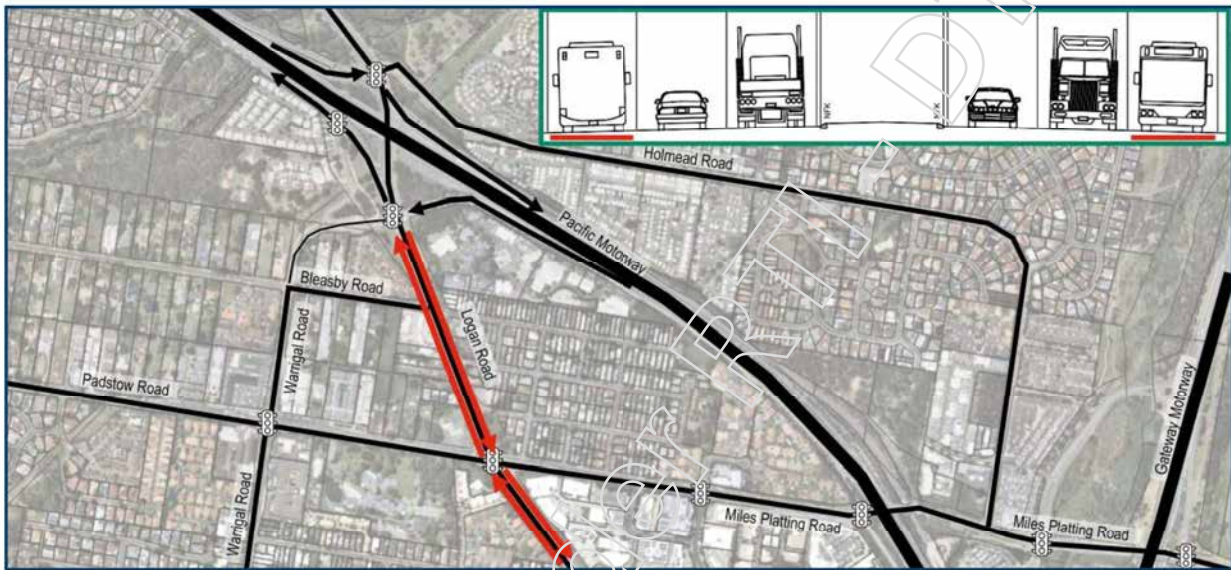 Holmead Road
Pacific Motorway
Bleasby Road
Logan Road
Warrigal Road
Padstow Road
Gateway Motorway
Warrigal Road
Miles Platting Road
Miles Platting Road